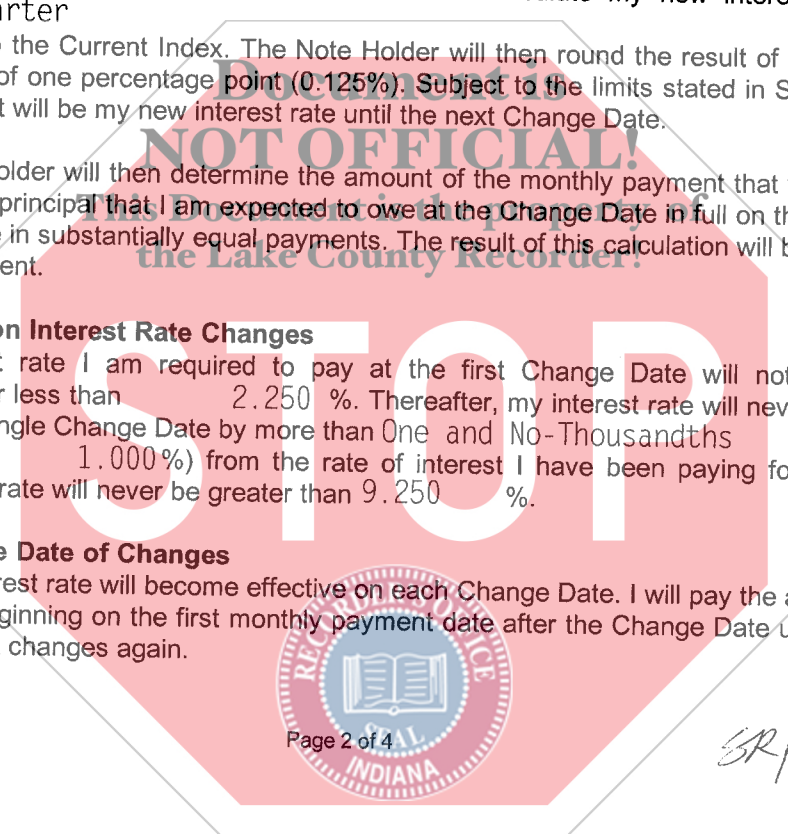 arter
the Current Index. The Note Holder will then round the result of
of one percentage point (0.125%). Subject to the limits stated in S
t will be my new interest rate until the next Change Date.
older will then determine the amount of the monthly payment that
principal that I am expected to owe at the Change Date in full on th
in substantially equal payments. The result of this calculation will b
ent.
on Interest Rate Changes
t rate I am required to pay at the first Change Date will not
r less than 2.250 %. Thereafter, my interest rate will nev
ngle Change Date by more than One and No-Thousandths
1.000%) from the rate of interest I have been paying fo
rate will never be greater than 9.250 %.
e Date of Changes
rest rate will become effective on each Change Date. I will pay the a
ginning on the first monthly payment date after the Change Date u
changes again.
Page 2 of 4
Document is
NOT OFFICIAL!
This Document is the property of
the Lake County Recorder!
STOP
RECORDER'S OFFICE
SEAL
INDIANA